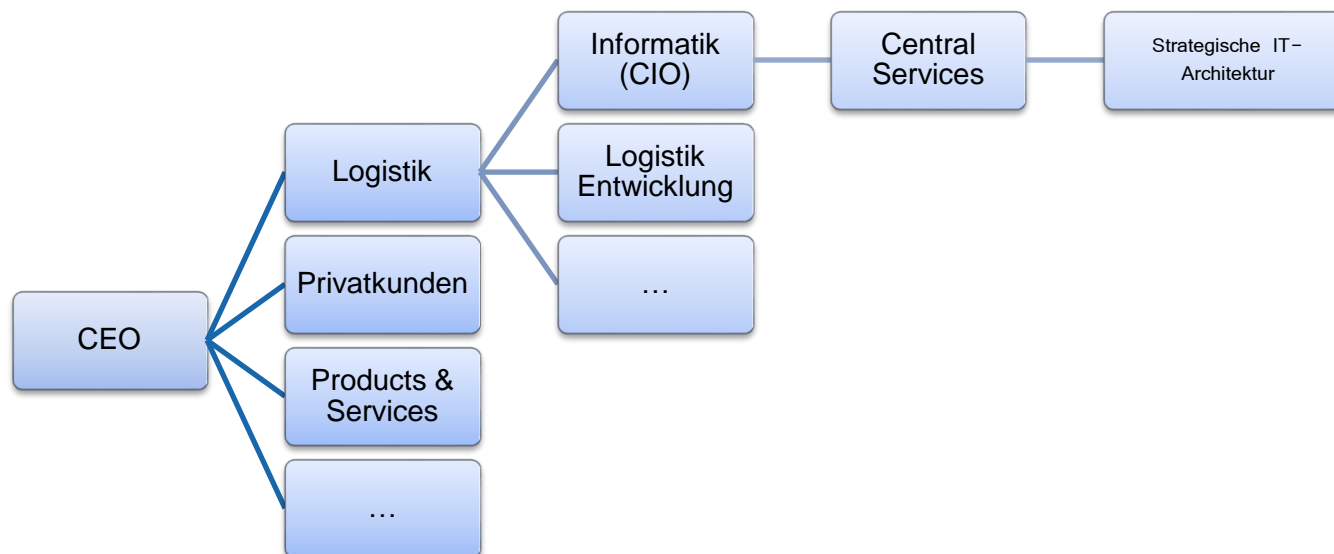 Informatik
(CIO)
Central
Services
Strategische IT-
Architektur
Logistik
Logistik
Entwicklung
Privatkunden
…
CEO
Products &
Services
…